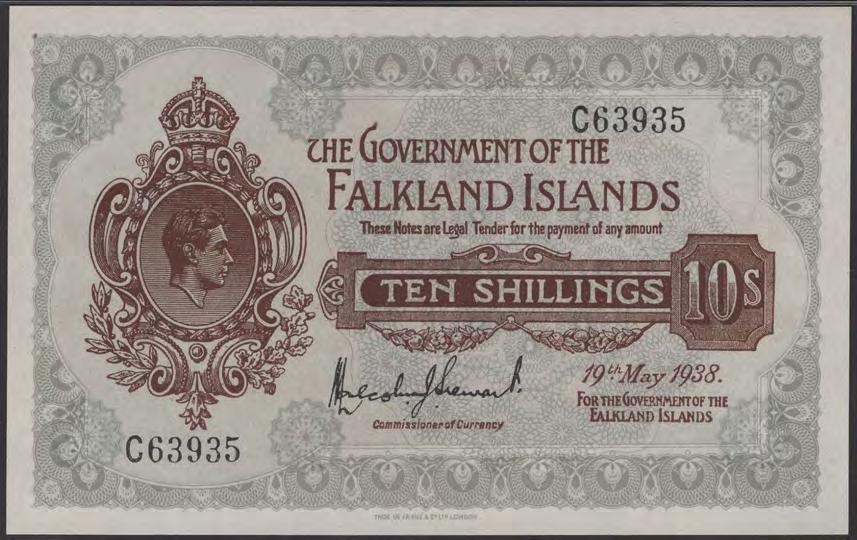 C63935
THE GOVERNMENT OF THE
FALKLAND ISLANDS
These Notes are Legal Tender for the payment of any amount
TEN SHILLINGS
10s
19th May 1938.
FOR THE GOVERNMENT OF THE
FALKLAND ISLANDS
Commissioner of Currency
C63935